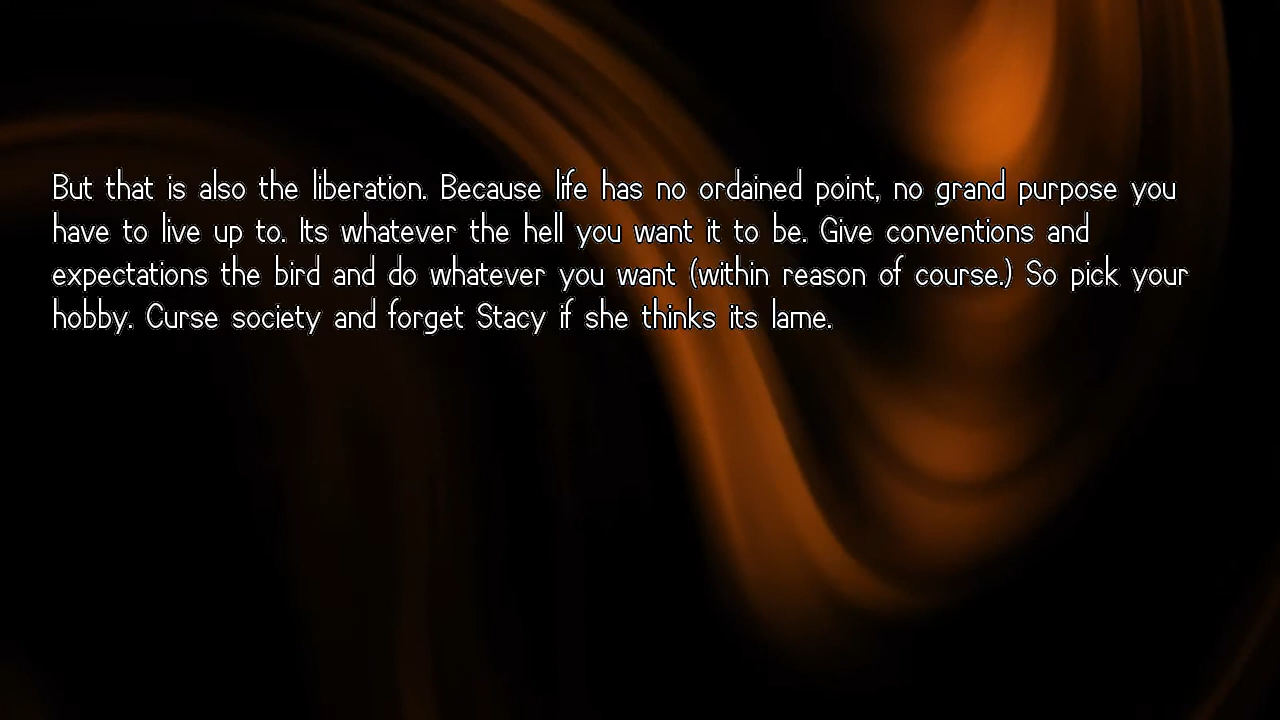 But that is also the liberation. Because life has no ordained point, no grand purpose you
have to live up to. Its whatever the hell you want it to be. Give conventions and
expectations the bird and do whatever you want (within reason of course.) So pick your
hobby. Curse society and forget Stacy if she thinks its lame.